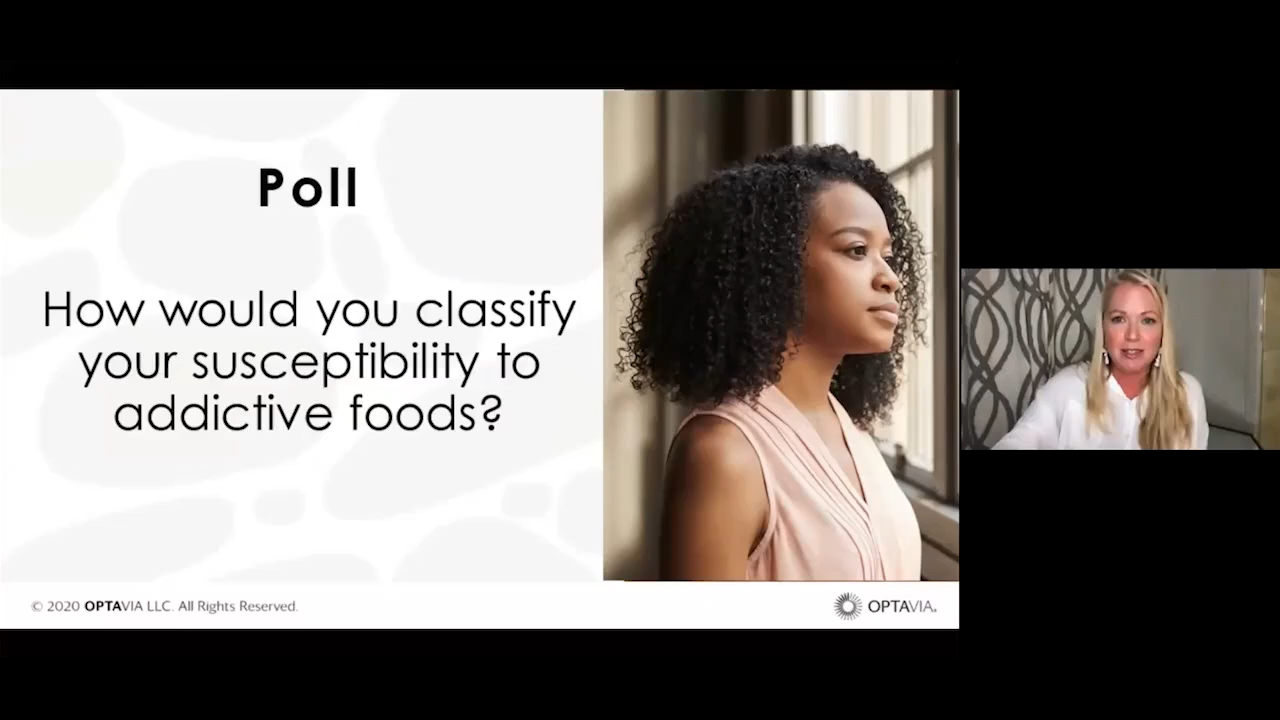 Poll
How would you classify
your susceptibility to
addictive foods?
© 2020 OPTAVIA LLC. All Rights Reserved.
OPTAVIA.